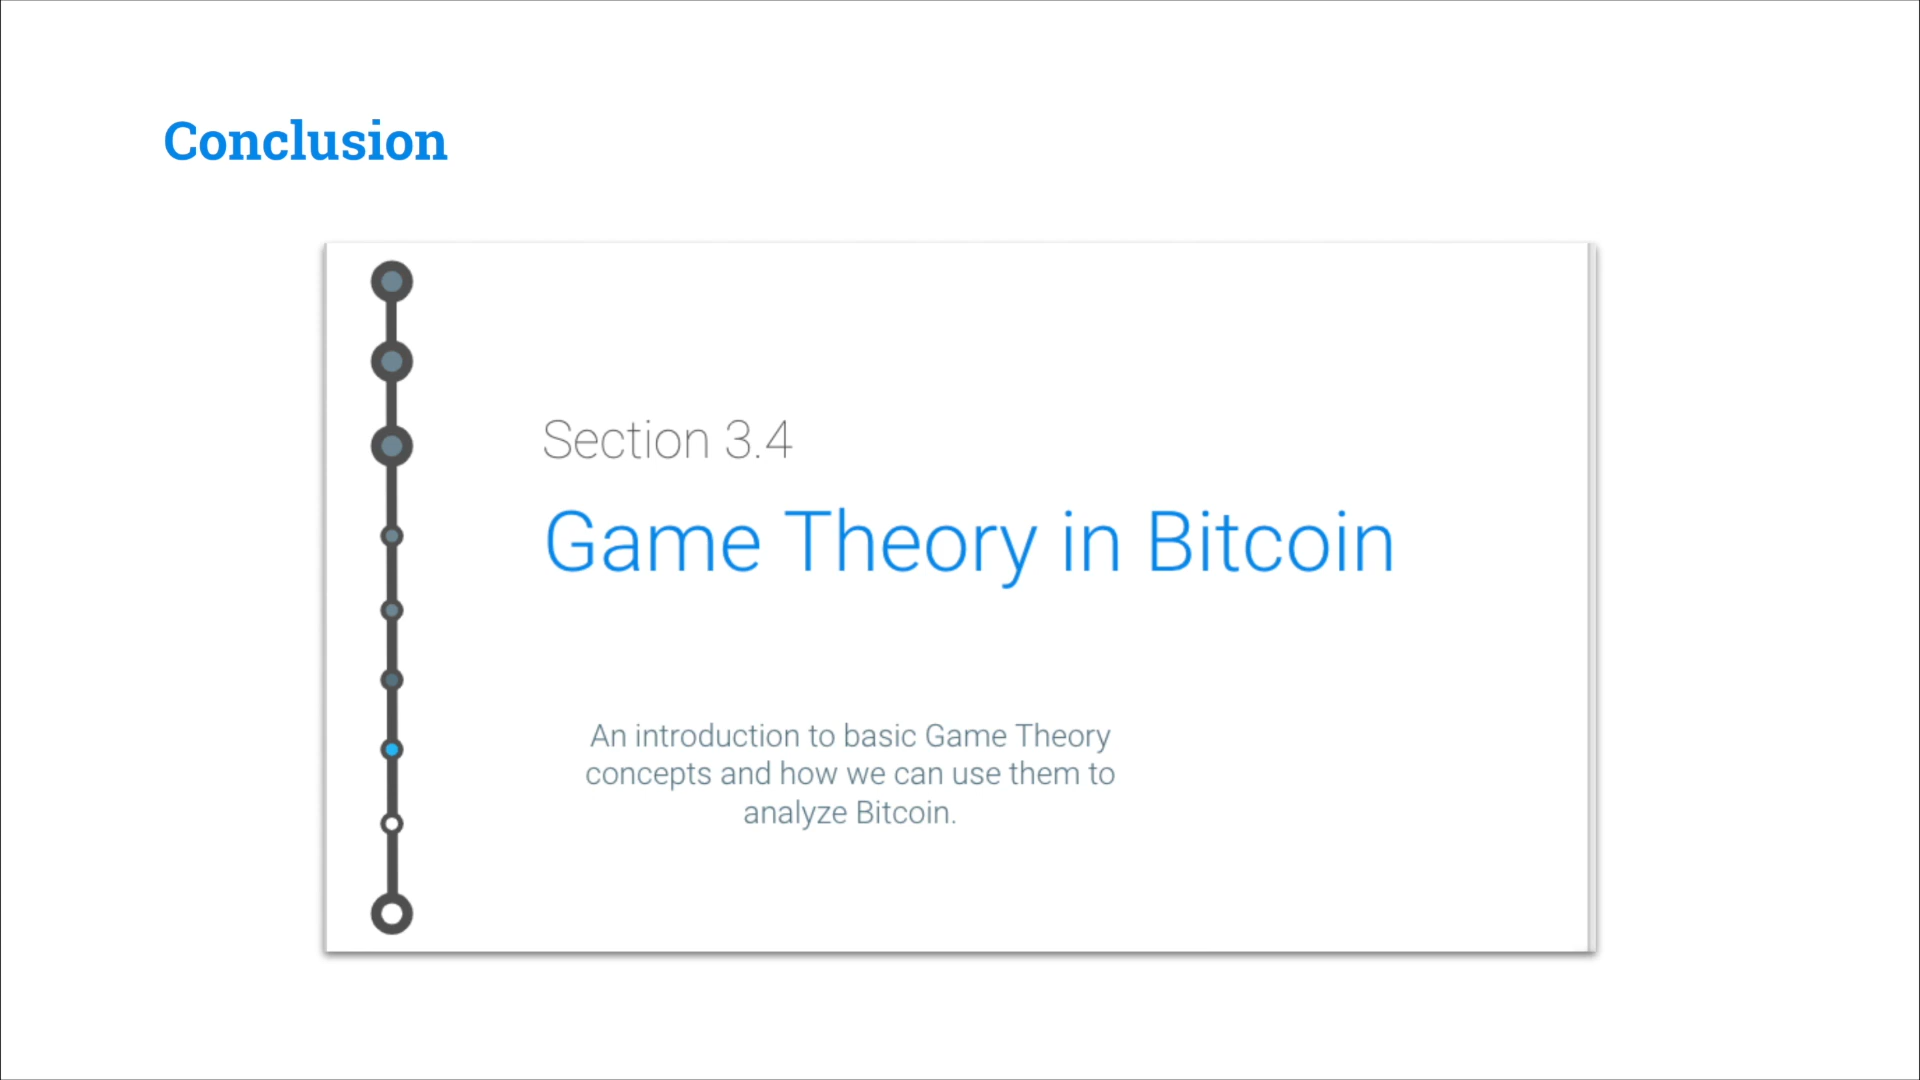 Conclusion
Section 3.4
Game Theory in Bitcoin
An introduction to basic Game Theory
concepts and how we can use them to
analyze Bitcoin.